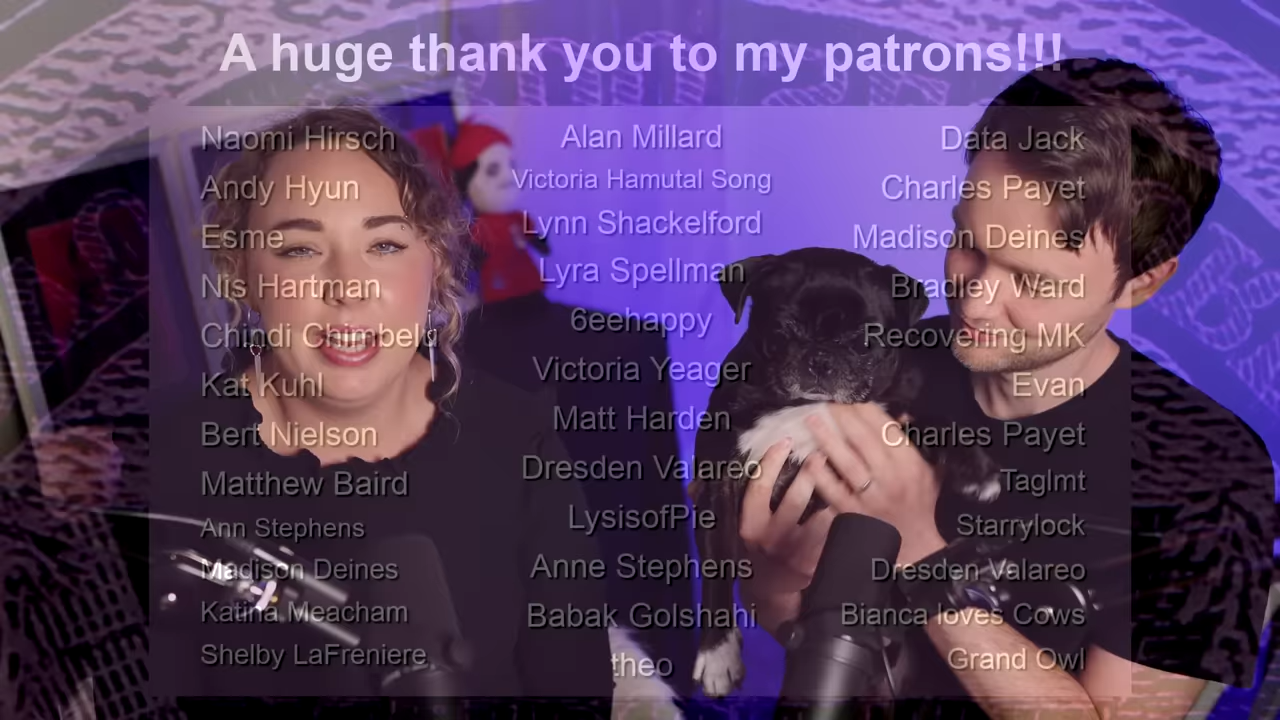 A huge thank you to my patrons!!!
Naomi Hirsch
Andy Hyun
Esme
Nis Hartman
Chindi Chimbelu
Kat Kuhl
Bert Nielson
Matthew Baird
Ann Stephens
Madison Deines
Katina Meacham
Shelby LaFreniere
Alan Millard
Victoria Hamutal Song
Lynn Shackelford
Lyra Spellman
6eehappy
Victoria Yeager
Matt Harden
Dresden Valareo
LysisofPie
Anne Stephens
Babak Golshahi
theo
Data Jack
Charles Payet
Madison Deines
Bradley Ward
Recovering MK
Evan
Charles Payet
Taglmt
Starrylock
Dresden Valareo
Bianca loves Cows
Grand Owl